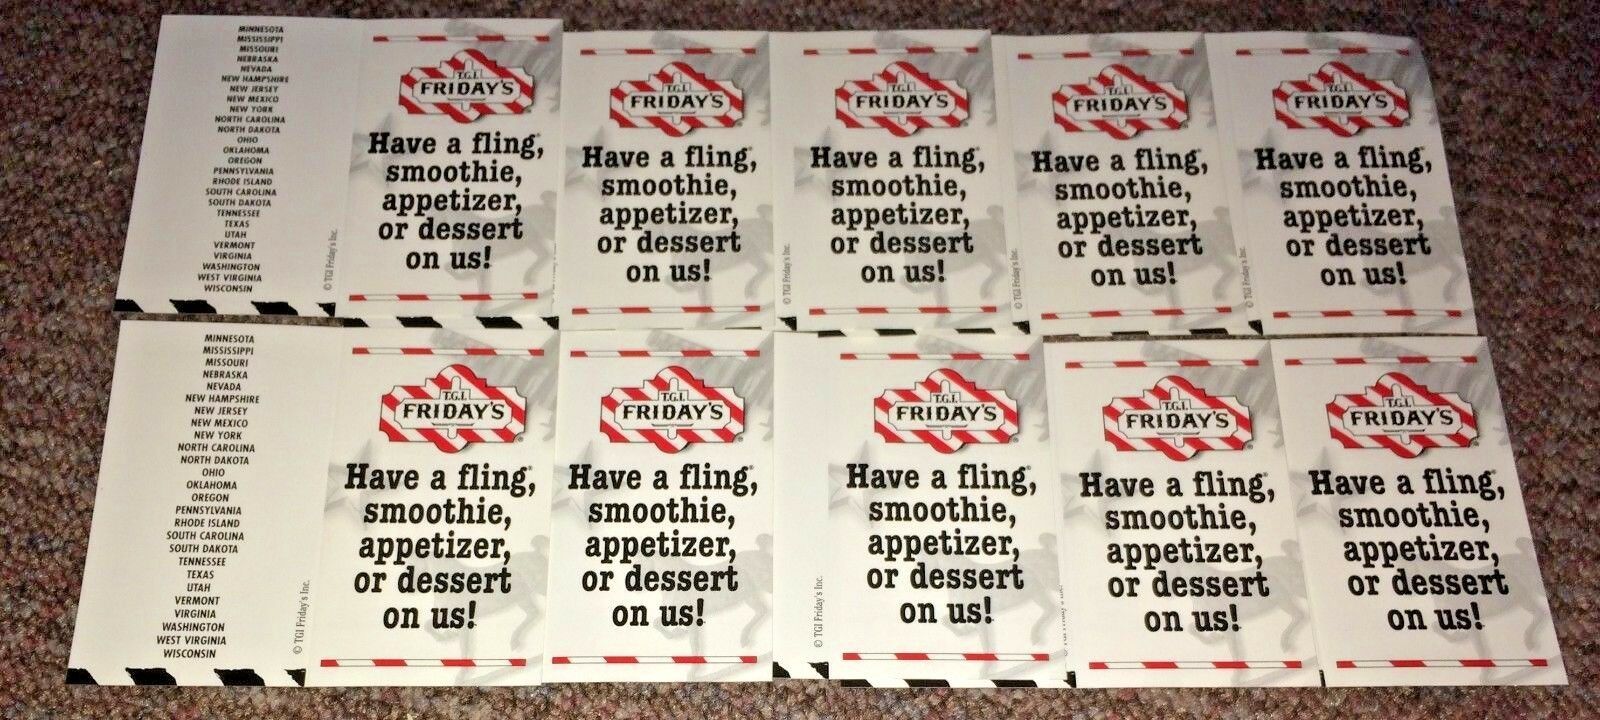 MINNESOTA
MISSISSIPPI
MISSOURI
NEBRASKA
NEVADA
NEW HAMPSHIRE
NEW JERSEY
NEW MEXICO
NEW YORK
NORTH CAROLINA
NORTH DAKOTA
OHIO
OKLAHOMA
OREGON
PENNSYLVANIA
RHODE ISLAND
SOUTH CAROLINA
SOUTH DAKOTA
TENNESSEE
TEXAS
UTAH
VERMONT
VIRGINIA
WASHINGTON
WEST VIRGINIA
WISCONSIN
© TGI Friday's Inc.
T.G.I.
FRIDAY'S®
Have a fling,®
smoothie,
appetizer,
or dessert
on us!
T.G.I.
FRIDAY'S®
Have a fling,®
smoothie,
appetizer,
or dessert
on us!
© TGI Friday's Inc.
T.G.I.
FRIDAY'S®
Have a fling,®
smoothie,
appetizer,
or dessert
on us!
© TGI Friday's Inc.
T.G.I.
FRIDAY'S®
Have a fling,®
smoothie,
appetizer,
or dessert
on us!
© TGI Friday's Inc.
T.G.I.
FRIDAY'S®
Have a fling,®
smoothie,
appetizer,
or dessert
on us!
MINNESOTA
MISSISSIPPI
MISSOURI
NEBRASKA
NEVADA
NEW HAMPSHIRE
NEW JERSEY
NEW MEXICO
NEW YORK
NORTH CAROLINA
NORTH DAKOTA
OHIO
OKLAHOMA
OREGON
PENNSYLVANIA
RHODE ISLAND
SOUTH CAROLINA
SOUTH DAKOTA
TENNESSEE
TEXAS
UTAH
VERMONT
VIRGINIA
WASHINGTON
WEST VIRGINIA
WISCONSIN
© TGI Friday's Inc.
T.G.I.
FRIDAY'S®
Have a fling,®
smoothie,
appetizer,
or dessert
on us!
T.G.I.
FRIDAY'S®
Have a fling,®
smoothie,
appetizer,
or dessert
on us!
© TGI Friday's Inc.
T.G.I.
FRIDAY'S®
Have a fling,®
smoothie,
appetizer,
or dessert
on us!
T.G.I.
FRIDAY'S®
Have a fling,®
smoothie,
appetizer,
or dessert
on us!
T.G.I.
FRIDAY'S®
Have a fling,®
smoothie,
appetizer,
or dessert
on us!